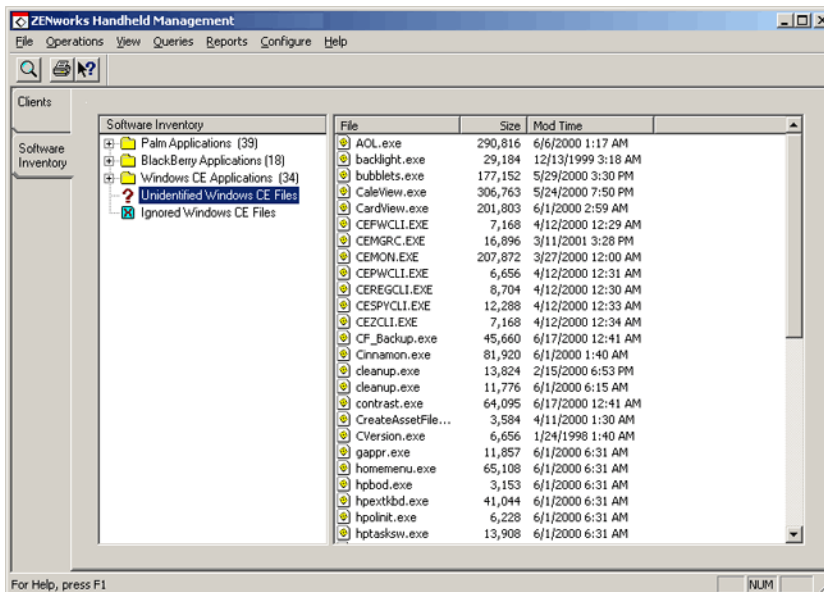 ZENworks Handheld Management
File Operations View Queries Reports Configure Help
Clients
Software Inventory
Software Inventory
Palm Applications (39)
BlackBerry Applications (18)
Windows CE Applications (34)
Unidentified Windows CE Files
Ignored Windows CE Files
File Size Mod Time
AOL.exe 290,816 6/6/2000 1:17 AM
backlight.exe 29,184 12/13/1999 3:18 AM
bubblets.exe 177,152 5/29/2000 3:30 PM
CaleView.exe 306,763 5/24/2000 7:50 PM
CardView.exe 201,803 6/1/2000 2:59 AM
CEFWCLI.EXE 7,168 4/12/2000 12:29 AM
CEMGRC.EXE 16,896 3/11/2001 3:28 PM
CEMON.EXE 207,872 3/27/2000 12:00 AM
CEPWCLI.EXE 6,656 4/12/2000 12:31 AM
CEREGCLI.EXE 8,704 4/12/2000 12:30 AM
CESPYCLI.EXE 12,288 4/12/2000 12:33 AM
CEZCLI.EXE 7,168 4/12/2000 12:34 AM
CF_Backup.exe 45,660 6/17/2000 12:41 AM
Cinnamon.exe 81,920 6/1/2000 1:40 AM
cleanup.exe 13,824 2/15/2000 6:53 PM
cleanup.exe 11,776 6/1/2000 6:15 AM
contrast.exe 64,095 6/17/2000 12:41 AM
CreateAssetFile... 3,584 4/11/2000 1:30 AM
CVersion.exe 6,656 1/24/1998 1:40 AM
gappr.exe 11,857 6/1/2000 6:31 AM
homemenu.exe 65,108 6/1/2000 6:31 AM
hpbod.exe 3,153 6/1/2000 6:31 AM
hpextkbd.exe 41,044 6/1/2000 6:31 AM
hpolinit.exe 6,228 6/1/2000 6:31 AM
hptasksw.exe 13,908 6/1/2000 6:31 AM
For Help, press F1
NUM